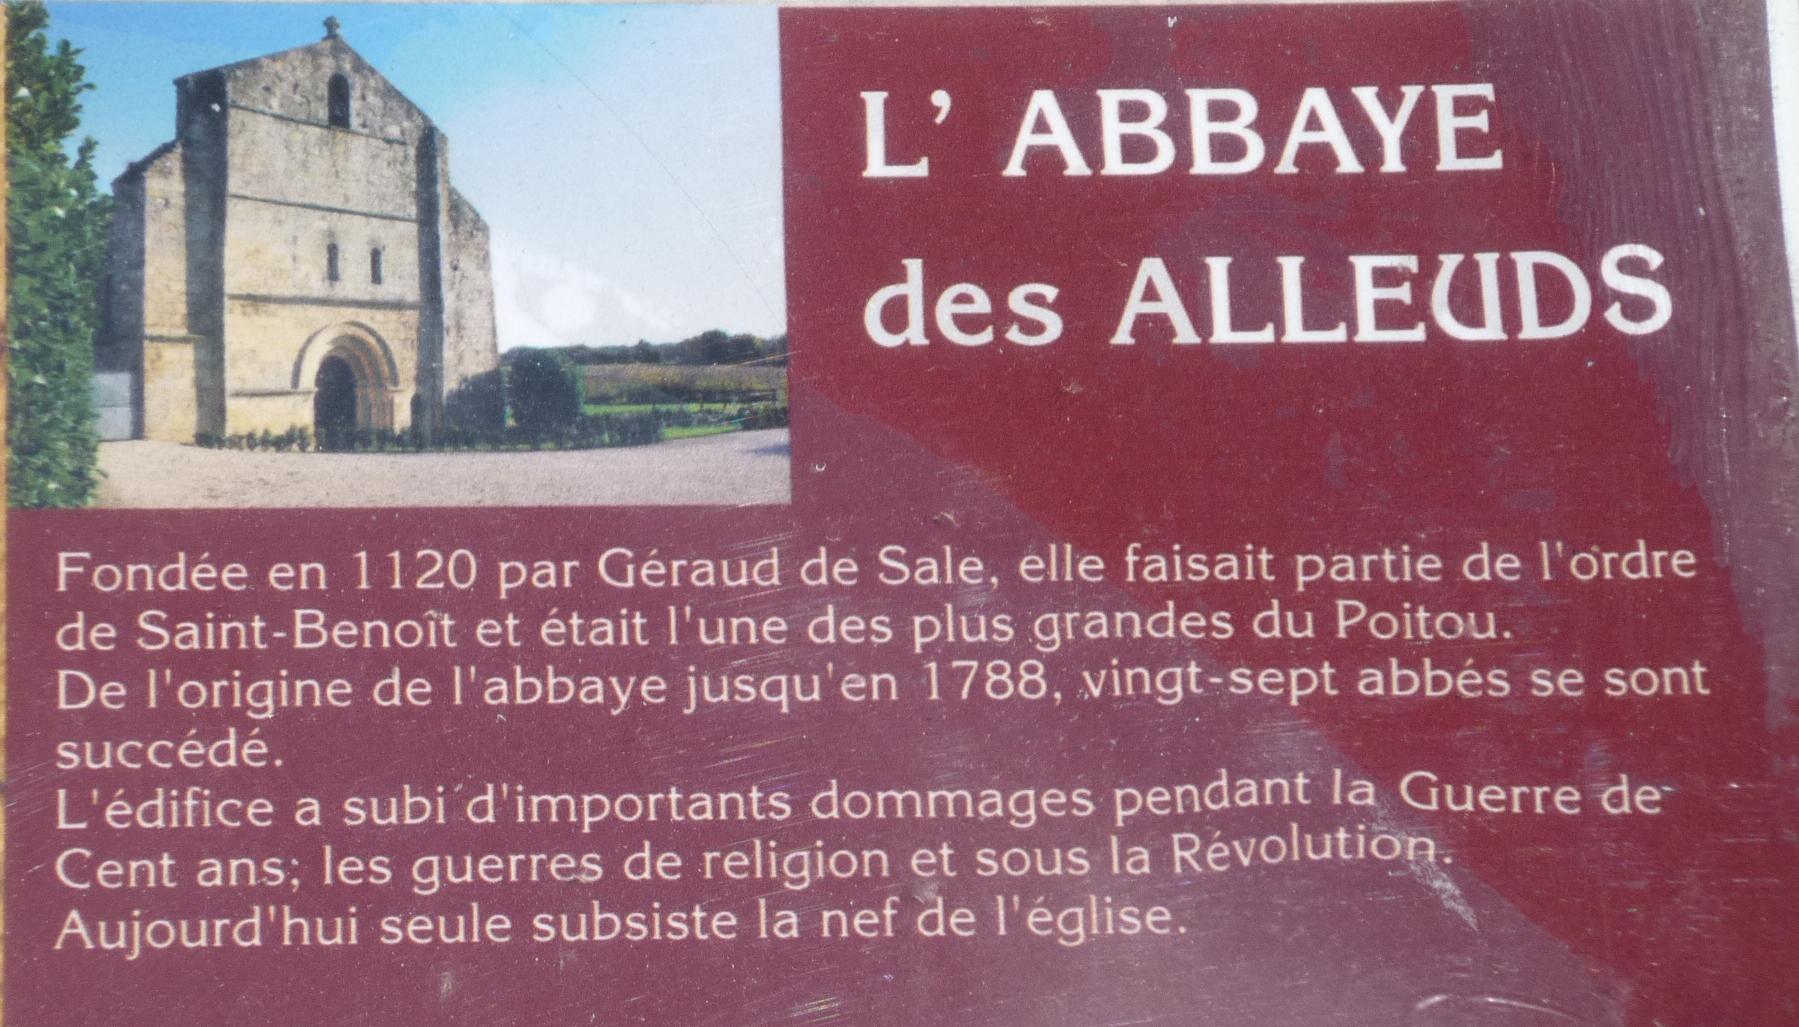 L' ABBAYE
des ALLEUDS
Fondée en 1120 par Géraud de Sale, elle faisait partie de l'ordre
de Saint-Benoît et était l'une des plus grandes du Poitou.
De l'origine de l'abbaye jusqu'en 1788, vingt-sept abbés se sont
succédé.
L'édifice a subi d'importants dommages pendant la Guerre de
Cent ans; les guerres de religion et sous la Révolution.
Aujourd'hui seule subsiste la nef de l'église.